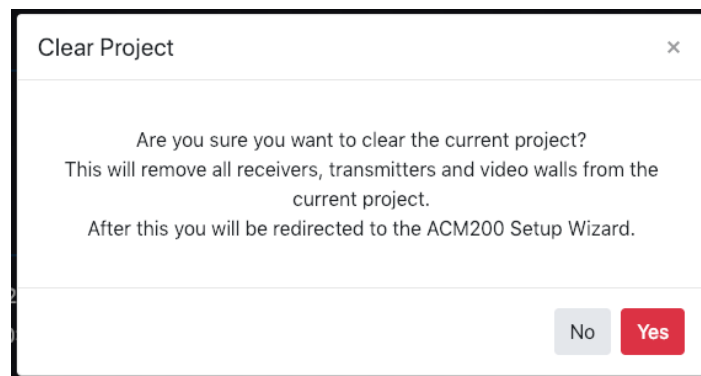 Clear Project ×
Are you sure you want to clear the current project?
This will remove all receivers, transmitters and video walls from the
current project.
After this you will be redirected to the ACM200 Setup Wizard.
No Yes